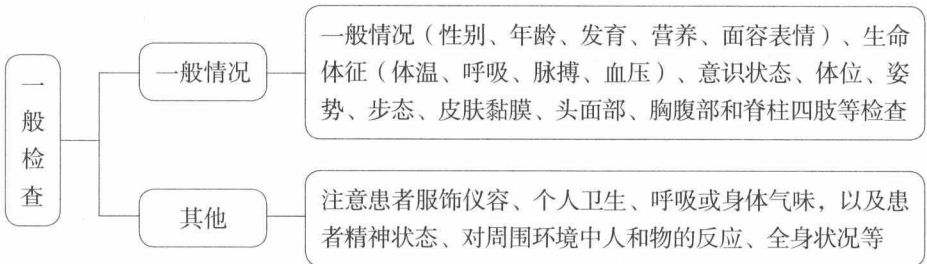 一般检查
一般情况
一般情况（性别、年龄、发育、营养、面容表情）、生命
体征（体温、呼吸、脉搏、血压）、意识状态、体位、姿
势、步态、皮肤黏膜、头面部、胸腹部和脊柱四肢等检查
其他
注意患者服饰仪容、个人卫生、呼吸或身体气味，以及患
者精神状态、对周围环境中人和物的反应、全身状况等